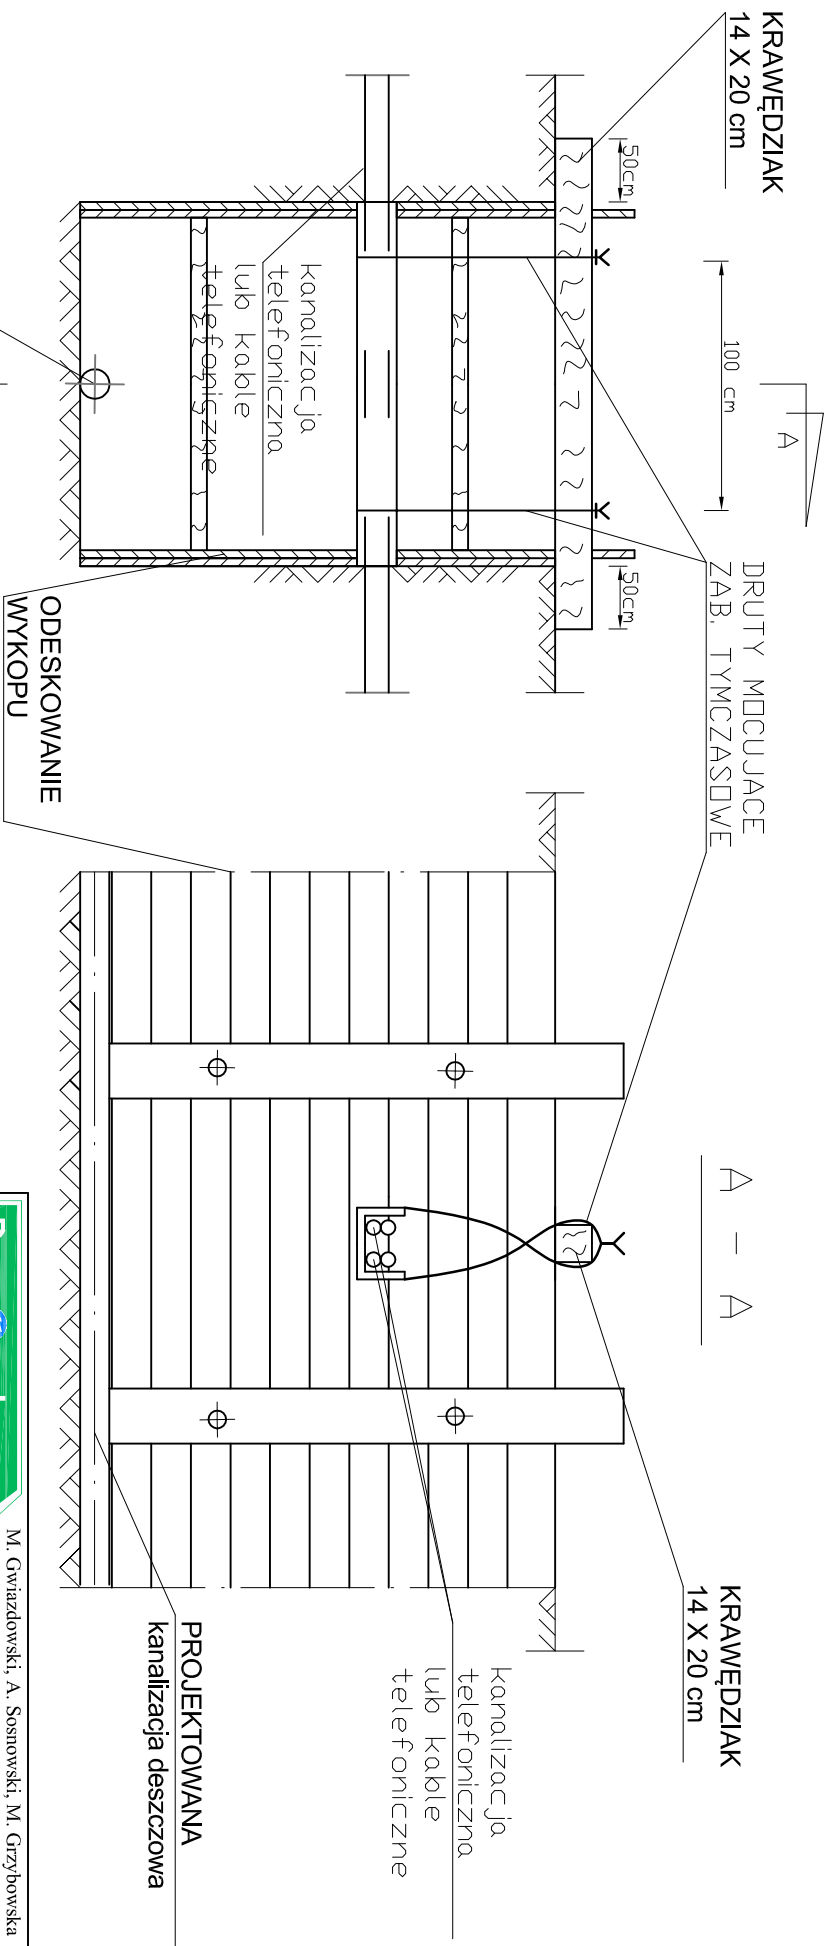 KRAWĘDZIAK
14 X 20 cm
50cm
100 cm
50cm
A
DRUTY MOCUJACE
ZAB. TYMCZASOWE
kanalizacja
telefoniczna
lub kable
telefoniczne
ODESKOWANIE
WYKOPU
A - A
KRAWĘDZIAK
14 X 20 cm
kanalizacja
telefoniczna
lub kable
telefoniczne
PROJEKTOWANA
kanalizacja deszczowa
M. Gwiazdowski, A. Sosnowski, M. Grzybowska